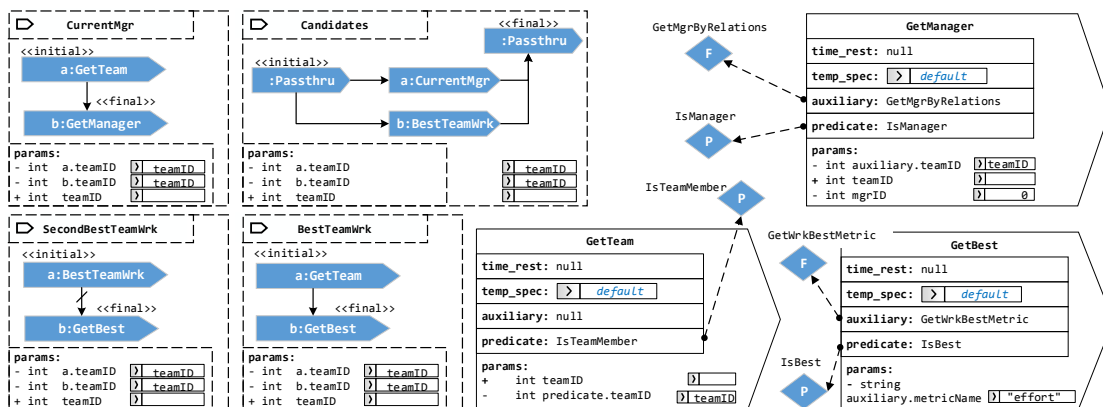 CurrentMgr
<<initial>>
a:GetTeam
<<final>>
b:GetManager
params:
- int a.teamID > teamID
- int b.teamID > teamID
+ int teamID >
Candidates
<<final>>
:Passthru
<<initial>>
:Passthru
a:CurrentMgr
b:BestTeamWrk
params:
- int a.teamID > teamID
- int b.teamID > teamID
+ int teamID >
GetMgrByRelations
F
IsManager
P
GetManager
time_rest: null
temp_spec: > default
auxiliary: GetMgrByRelations
predicate: IsManager
params:
- int auxiliary.teamID > teamID
+ int teamID >
- int mgrID > 0
SecondBestTeamWrk
<<initial>>
a:BestTeamWrk
<<final>>
b:GetBest
params:
- int a.teamID > teamID
- int b.teamID > teamID
+ int teamID >
BestTeamWrk
<<initial>>
a:GetTeam
<<final>>
b:GetBest
params:
- int a.teamID > teamID
- int b.teamID > teamID
- int teamID >
IsTeamMember
P
GetTeam
time_rest: null
temp_spec: > default
auxiliary: null
predicate: IsTeamMember
params:
+ int teamID >
- int predicate.teamID > teamID
GetWrkBestMetric
F
IsBest
P
GetBest
time_rest: null
temp_spec: > default
auxiliary: GetWrkBestMetric
predicate: IsBest
params:
- string
auxiliary.metricName > "effort"